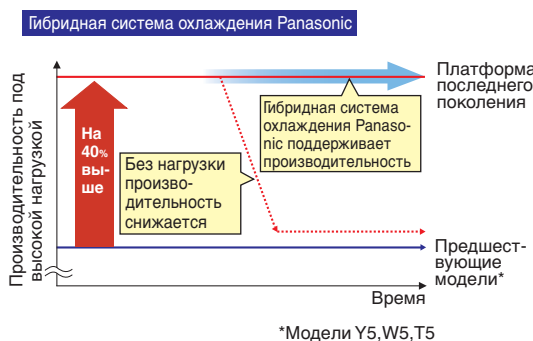 Гибридная система охлаждения Panasonic
Платформа
последнего
поколения
Гибридная система
охлаждения Panaso-
nic поддерживает
производительность
На
40%
вы-
ше
Без нагрузки
произво-
дительность
снижается
Производительность под
высокой нагрузкой
Предшест-
вующие
модели*
Время
*Модели Y5,W5,T5